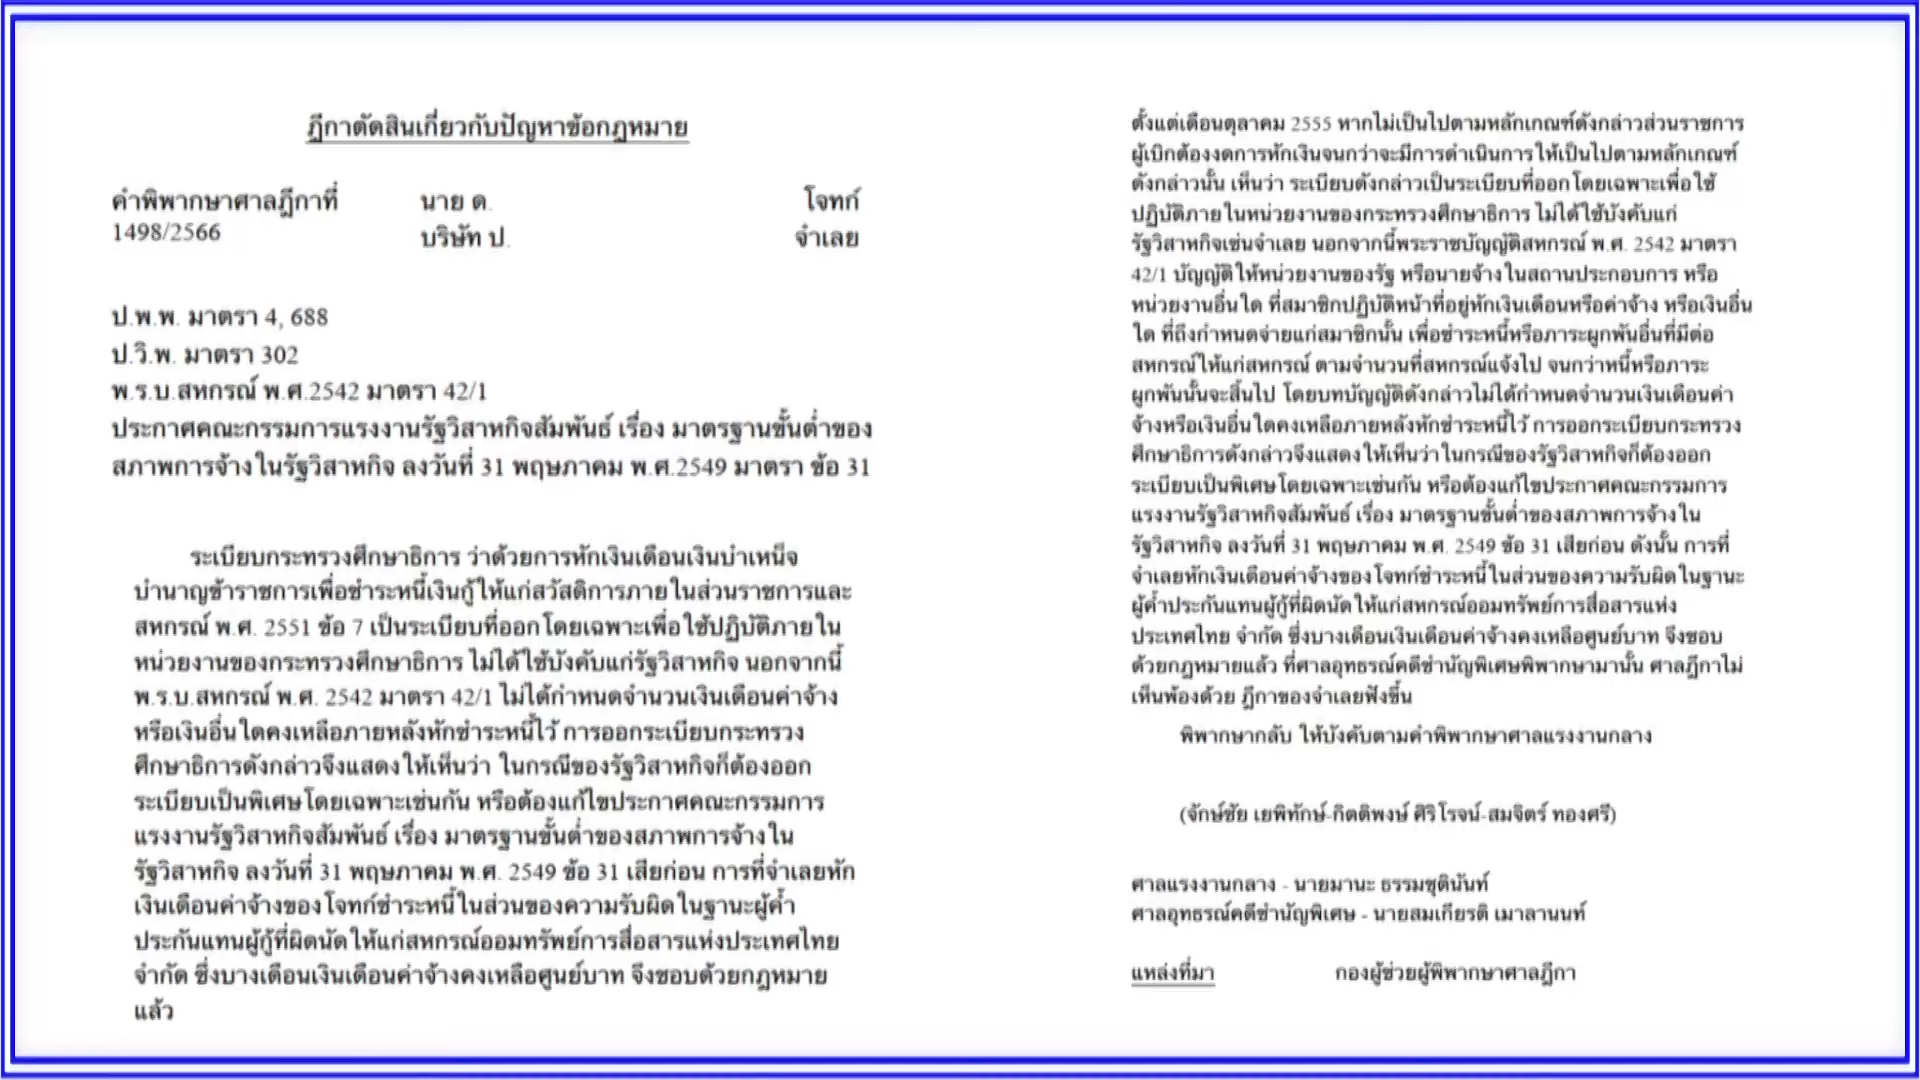 ฎีกาตัดสินเกี่ยวกับปัญหาข้อกฎหมาย
คำพิพากษาศาลฎีกาที่ นาย ด. โจทก์
1498/2566 บริษัท ป. จำเลย
ป.พ.พ. มาตรา 4, 688
ป.วิ.พ. มาตรา 302
พ.ร.บ.สหกรณ์ พ.ศ.2542 มาตรา 42/1
ประกาศคณะกรรมการแรงงานรัฐวิสาหกิจสัมพันธ์ เรื่อง มาตรฐานขั้นต่ำของ
สภาพการจ้างในรัฐวิสาหกิจ ลงวันที่ 31 พฤษภาคม พ.ศ.2549 มาตรา ข้อ 31
ระเบียบกระทรวงศึกษาธิการ ว่าด้วยการหักเงินเดือนเงินบำเหน็จ
บำนาญข้าราชการเพื่อชำระหนี้เงินกู้ให้แก่สวัสดิการภายในส่วนราชการและ
สหกรณ์ พ.ศ. 2551 ข้อ 7 เป็นระเบียบที่ออกโดยเฉพาะเพื่อใช้ปฏิบัติภายใน
หน่วยงานของกระทรวงศึกษาธิการ ไม่ได้ใช้บังคับแก่รัฐวิสาหกิจ นอกจากนี้
พ.ร.บ.สหกรณ์ พ.ศ. 2542 มาตรา 42/1 ไม่ได้กำหนดจำนวนเงินเดือนค่าจ้าง
หรือเงินอื่นใดคงเหลือภายหลังหักชำระหนี้ไว้ การออกระเบียบกระทรวง
ศึกษาธิการดังกล่าวจึงแสดงให้เห็นว่า ในกรณีของรัฐวิสาหกิจก็ต้องออก
ระเบียบเป็นพิเศษโดยเฉพาะเช่นกัน หรือต้องแก้ไขประกาศคณะกรรมการ
แรงงานรัฐวิสาหกิจสัมพันธ์ เรื่อง มาตรฐานขั้นต่ำของสภาพการจ้างใน
รัฐวิสาหกิจ ลงวันที่ 31 พฤษภาคม พ.ศ. 2549 ข้อ 31 เสียก่อน การที่จำเลยหัก
เงินเดือนค่าจ้างของโจทก์ชำระหนี้ในส่วนของความรับผิดในฐานะผู้ค้ำ
ประกันแทนผู้กู้ที่ผิดนัดให้แก่สหกรณ์ออมทรัพย์การสื่อสารแห่งประเทศไทย
จำกัด ซึ่งบางเดือนเงินเดือนค่าจ้างคงเหลือศูนย์บาท จึงชอบด้วยกฎหมาย
แล้ว
ตั้งแต่เดือนตุลาคม 2555 หากไม่เป็นไปตามหลักเกณฑ์ดังกล่าวส่วนราชการ
ผู้เบิกต้องงดการหักเงินจนกว่าจะมีการดำเนินการให้เป็นไปตามหลักเกณฑ์
ดังกล่าวนั้น เห็นว่า ระเบียบดังกล่าวเป็นระเบียบที่ออกโดยเฉพาะเพื่อใช้
ปฏิบัติภายในหน่วยงานของกระทรวงศึกษาธิการ ไม่ได้ใช้บังคับแก่
รัฐวิสาหกิจเช่นจำเลย นอกจากนี้พระราชบัญญัติสหกรณ์ พ.ศ. 2542 มาตรา
42/1 บัญญัติให้หน่วยงานของรัฐ หรือนายจ้างในสถานประกอบการ หรือ
หน่วยงานอื่นใด ที่สมาชิกปฏิบัติหน้าที่อยู่หักเงินเดือนหรือค่าจ้าง หรือเงินอื่น
ใด ที่ถึงกำหนดจ่ายแก่สมาชิกนั้น เพื่อชำระหนี้หรือภาระผูกพันอื่นที่มีต่อ
สหกรณ์ให้แก่สหกรณ์ ตามจำนวนที่สหกรณ์แจ้งไป จนกว่าหนี้หรือภาระ
ผูกพันนั้นจะสิ้นไป โดยบทบัญญัติดังกล่าวไม่ได้กำหนดจำนวนเงินเดือนค่า
จ้างหรือเงินอื่นใดคงเหลือภายหลังหักชำระหนี้ไว้ การออกระเบียบกระทรวง
ศึกษาธิการดังกล่าวจึงแสดงให้เห็นว่าในกรณีของรัฐวิสาหกิจก็ต้องออก
ระเบียบเป็นพิเศษโดยเฉพาะเช่นกัน หรือต้องแก้ไขประกาศคณะกรรมการ
แรงงานรัฐวิสาหกิจสัมพันธ์ เรื่อง มาตรฐานขั้นต่ำของสภาพการจ้างใน
รัฐวิสาหกิจ ลงวันที่ 31 พฤษภาคม พ.ศ. 2549 ข้อ 31 เสียก่อน ดังนั้น การที่
จำเลยหักเงินเดือนค่าจ้างของโจทก์ชำระหนี้ในส่วนของความรับผิดในฐานะ
ผู้ค้ำประกันแทนผู้กู้ที่ผิดนัดให้แก่สหกรณ์ออมทรัพย์การสื่อสารแห่ง
ประเทศไทย จำกัด ซึ่งบางเดือนเงินเดือนค่าจ้างคงเหลือศูนย์บาท จึงชอบ
ด้วยกฎหมายแล้ว ที่ศาลอุทธรณ์คดีชำนัญพิเศษพิพากษามานั้น ศาลฎีกาไม่
เห็นพ้องด้วย ฎีกาของจำเลยฟังขึ้น
พิพากษากลับ ให้บังคับตามคำพิพากษาศาลแรงงานกลาง
(จักษ์ชัย เยพิทักษ์-กิตติพงษ์ ศิริโรจน์-สมจิตร์ ทองศรี)
ศาลแรงงานกลาง - นายมานะ ธรรมชุตินันท์
ศาลอุทธรณ์คดีชำนัญพิเศษ - นายสมเกียรติ เมาลานนท์
แหล่งที่มา กองผู้ช่วยผู้พิพากษาศาลฎีกา